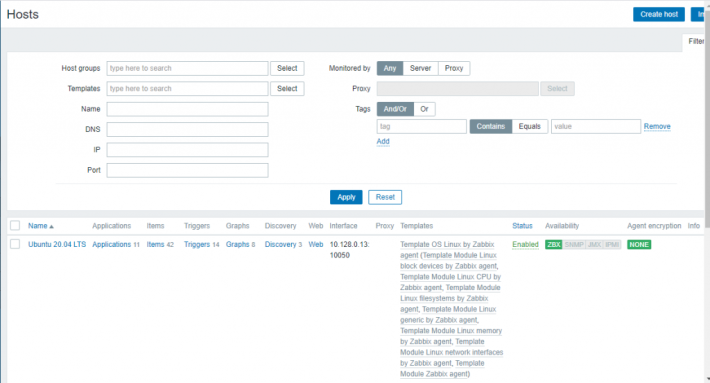 Hosts
Create host
Im
Filter
Host groups type here to search Select
Monitored by Any Server Proxy
Templates type here to search Select
Proxy Select
Name
Tags And/Or Or
DNS
tag Contains Equals value Remove
IP
Add
Port
Apply Reset
Name Applications Items Triggers Graphs Discovery Web Interface Proxy Templates Status Availability Agent encryption Info
Ubuntu 20.04 LTS Applications 11 Items 42 Triggers 14 Graphs 8 Discovery 3 Web 10.128.0.13: Template OS Linux by Zabbix Enabled ZBX SNMP JMX IPMI NONE
10050 agent (Template Module Linux
block devices by Zabbix agent,
Template Module Linux CPU by
Zabbix agent, Template Module
Linux filesystems by Zabbix
agent, Template Module Linux
generic by Zabbix agent,
Template Module Linux memory
by Zabbix agent, Template
Module Linux network interfaces
by Zabbix agent, Template
Module Zabbix agent)